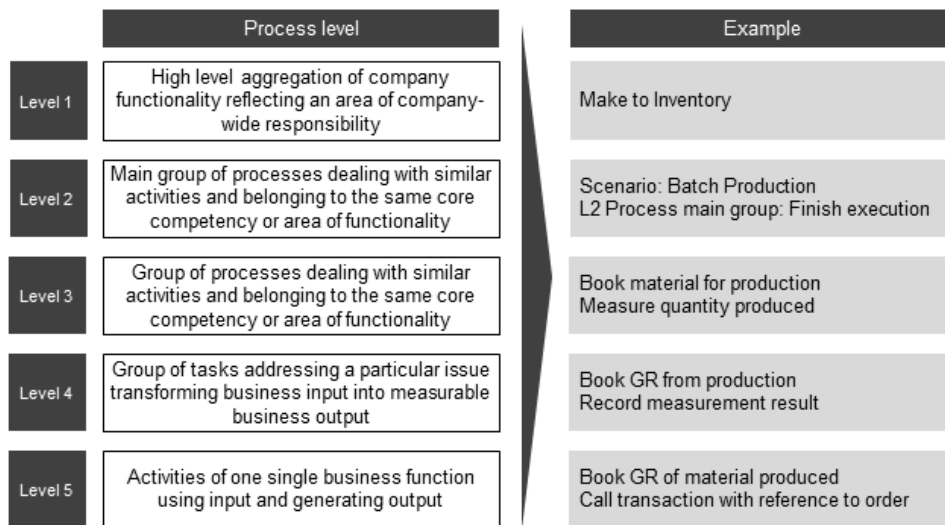 Process level
Example
Level 1
High level aggregation of company
functionality reflecting an area of company-
wide responsibility
Make to Inventory
Level 2
Main group of processes dealing with similar
activities and belonging to the same core
competency or area of functionality
Scenario: Batch Production
L2 Process main group: Finish execution
Level 3
Group of processes dealing with similar
activities and belonging to the same core
competency or area of functionality
Book material for production
Measure quantity produced
Level 4
Group of tasks addressing a particular issue
transforming business input into measurable
business output
Book GR from production
Record measurement result
Level 5
Activities of one single business function
using input and generating output
Book GR of material produced
Call transaction with reference to order